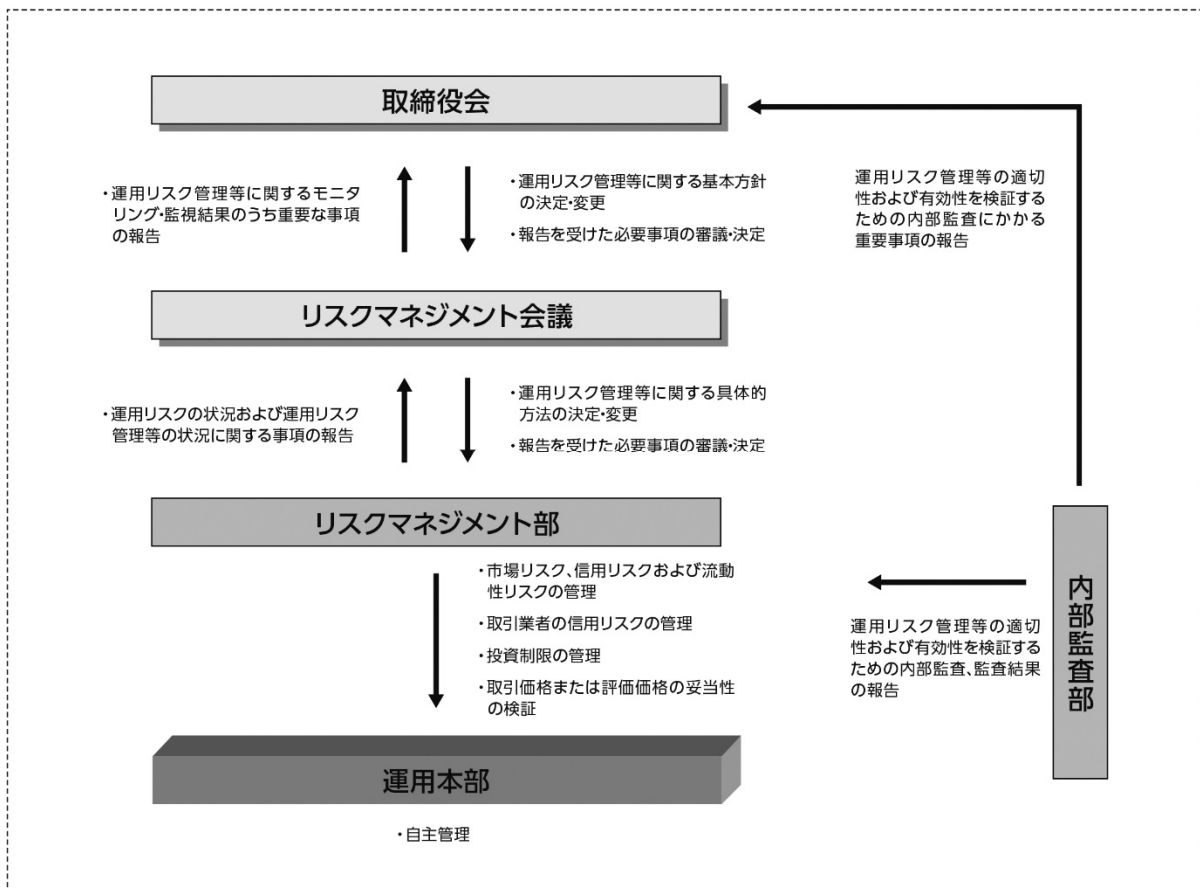 取締役会
・運用リスク管理等に関するモニタ
リング・監視結果のうち重要な事項
の報告
・運用リスク管理等に関する基本方針
の決定・変更
・報告を受けた必要事項の審議・決定
運用リスク管理等の適切
性および有効性を検証する
ための内部監査にかかる
重要事項の報告
リスクマネジメント会議
・運用リスクの状況および運用リスク
管理等の状況に関する事項の報告
・運用リスク管理等に関する具体的
方法の決定・変更
・報告を受けた必要事項の審議・決定
リスクマネジメント部
・市場リスク、信用リスクおよび流動
性リスクの管理
・取引業者の信用リスクの管理
・投資制限の管理
・取引価格または評価価格の妥当性
の検証
運用リスク管理等の適切
性および有効性を検証する
ための内部監査、監査結果
の報告
内部監査部
運用本部
・自主管理